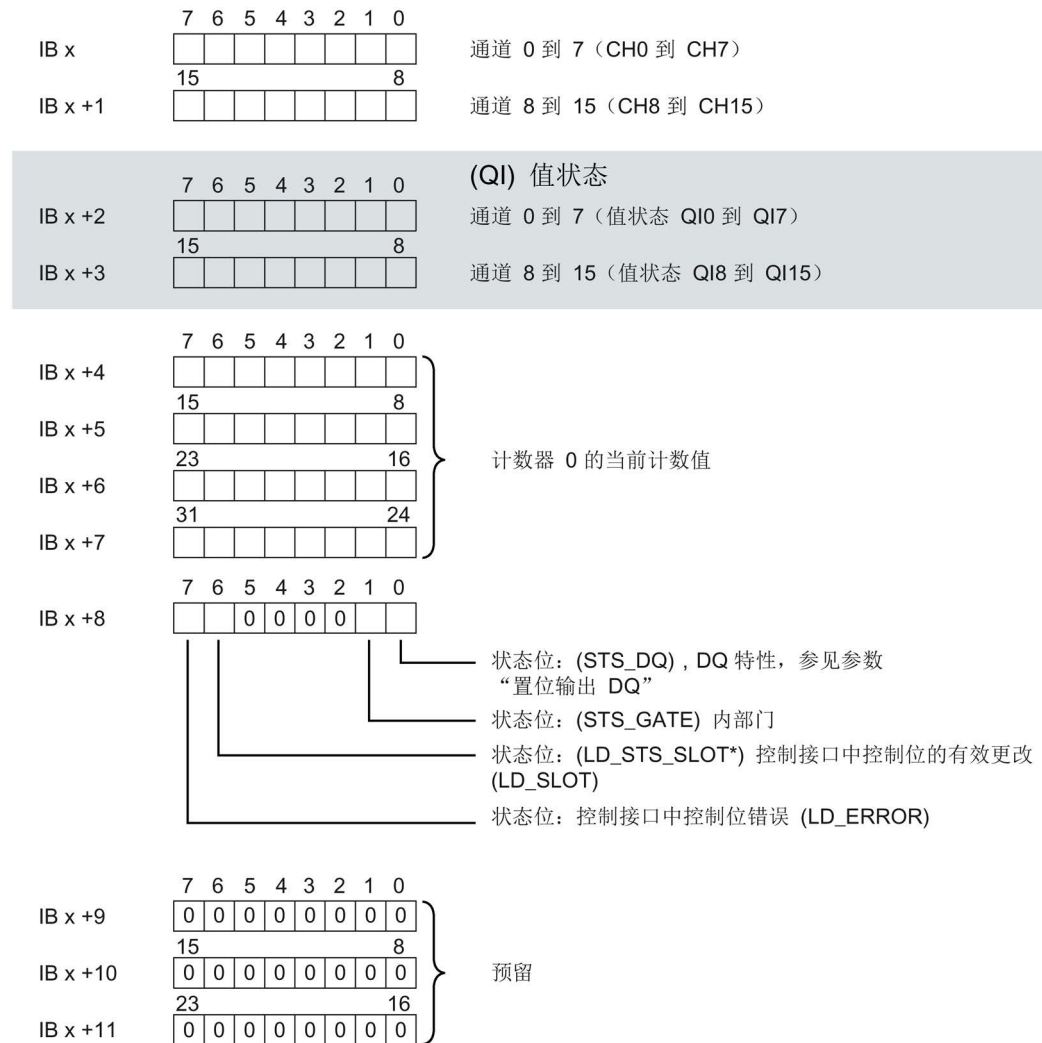 7 6 5 4 3 2 1 0
IB x 通道 0 到 7（CH0 到 CH7）
15 8
IB x +1 通道 8 到 15（CH8 到 CH15）
(QI) 值状态
7 6 5 4 3 2 1 0
IB x +2 通道 0 到 7（值状态 QI0 到 QI7）
15 8
IB x +3 通道 8 到 15（值状态 QI8 到 QI15）
7 6 5 4 3 2 1 0
IB x +4
15 8
IB x +5
23 16
计数器 0 的当前计数值
IB x +6
31 24
IB x +7
7 6 5 4 3 2 1 0
IB x +8 0 0 0 0
状态位：(STS_DQ) , DQ 特性，参见参数
“置位输出 DQ”
状态位：(STS_GATE) 内部门
状态位：(LD_STS_SLOT*) 控制接口中控制位的有效更改
(LD_SLOT)
状态位：控制接口中控制位错误 (LD_ERROR)
7 6 5 4 3 2 1 0
IB x +9 0 0 0 0 0 0 0 0
15 8
IB x +10 0 0 0 0 0 0 0 0 预留
23 16
IB x +11 0 0 0 0 0 0 0 0